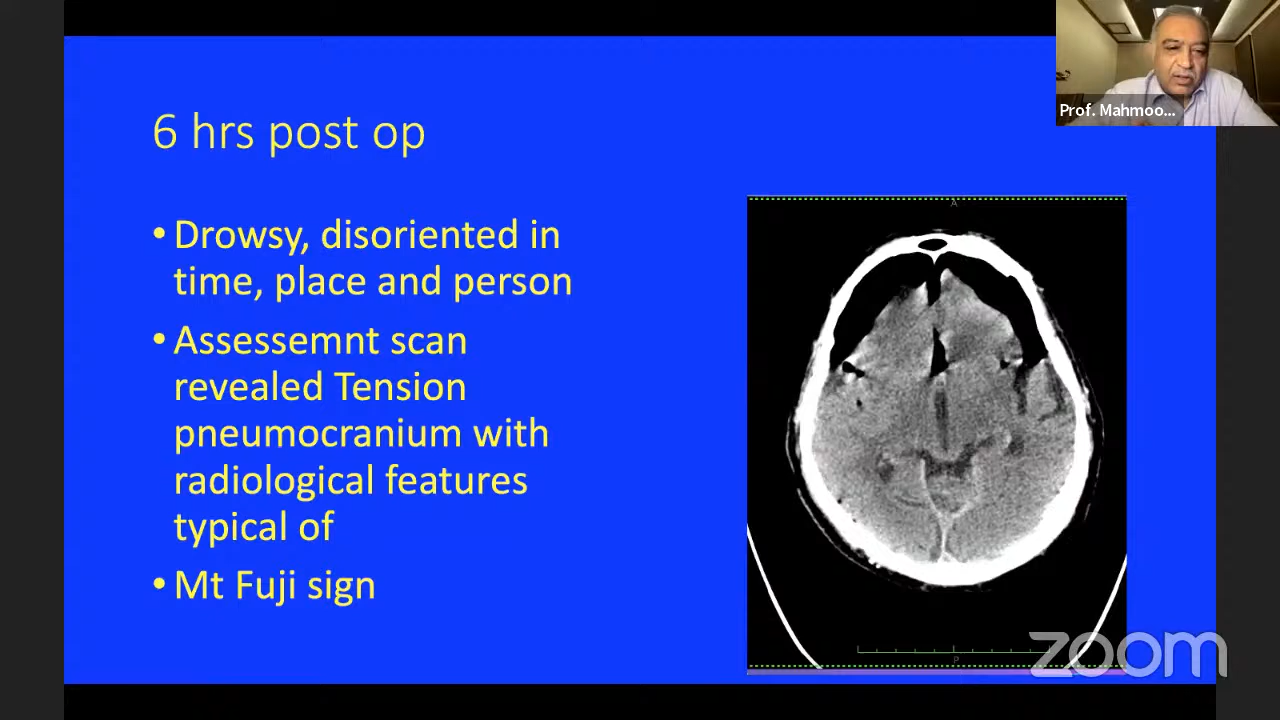 Prof. Mahmoo...
6 hrs post op
• Drowsy, disoriented in
time, place and person
• Assessemnt scan
revealed Tension
pneumocranium with
radiological features
typical of
• Mt Fuji sign
A
P
zoom